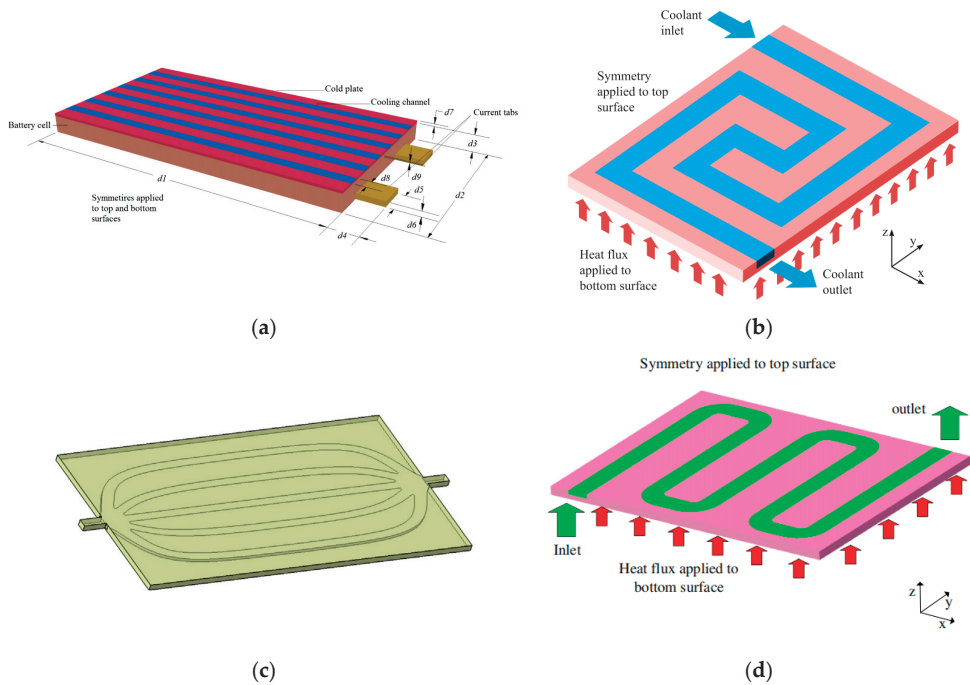 Cold plate
Cooling channel
Current tabs
Battery cell
d7
d3
d8
d9
d5
d2
d1
d6
d4
Symmetires applied
to top and bottom
surfaces
(a)
Coolant
inlet
Symmetry
applied to top
surface
Heat flux
applied to
bottom surface
Coolant
outlet
z
y
x
(b)
(c)
Symmetry applied to top surface
outlet
Inlet
Heat flux applied to
bottom surface
z
y
x
(d)